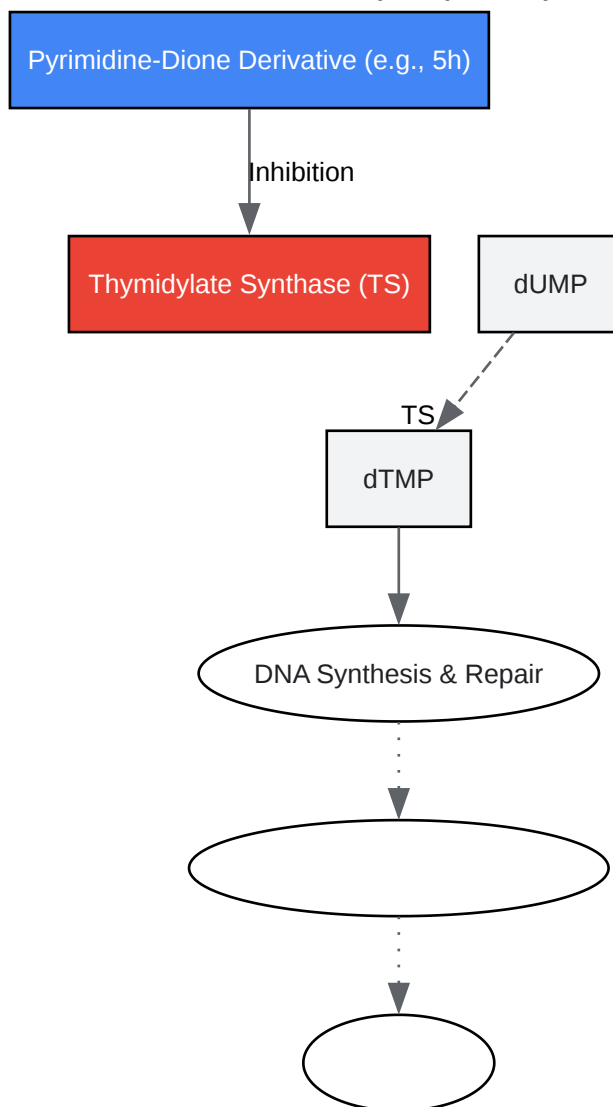 Pyrimidine-Dione Derivative (e.g., 5h)
Inhibition
Thymidylate Synthase (TS)
dUMP
TS
dTMP
DNA Synthesis & Repair